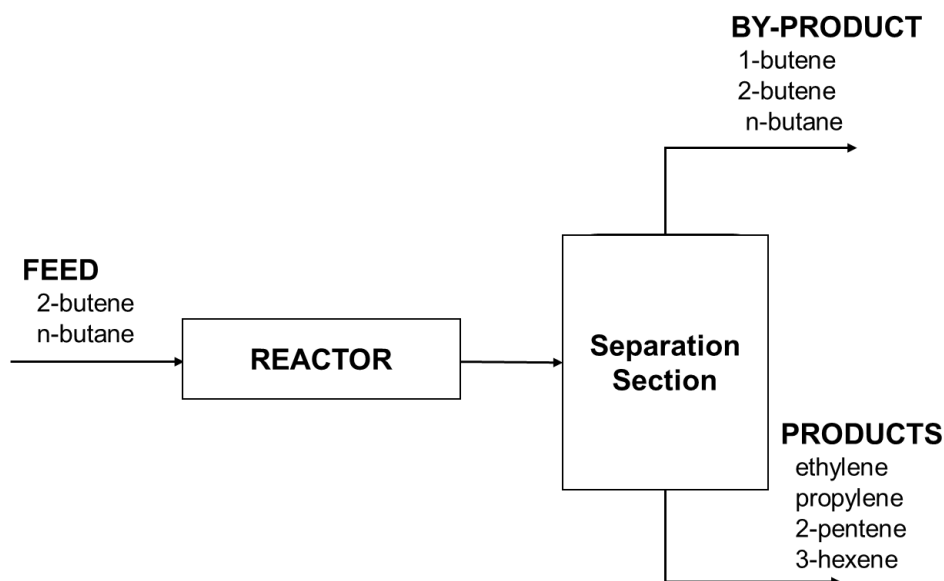 BY-PRODUCT
1-butene
2-butene
n-butane
FEED
2-butene
n-butane
REACTOR
Separation
Section
PRODUCTS
ethylene
propylene
2-pentene
3-hexene